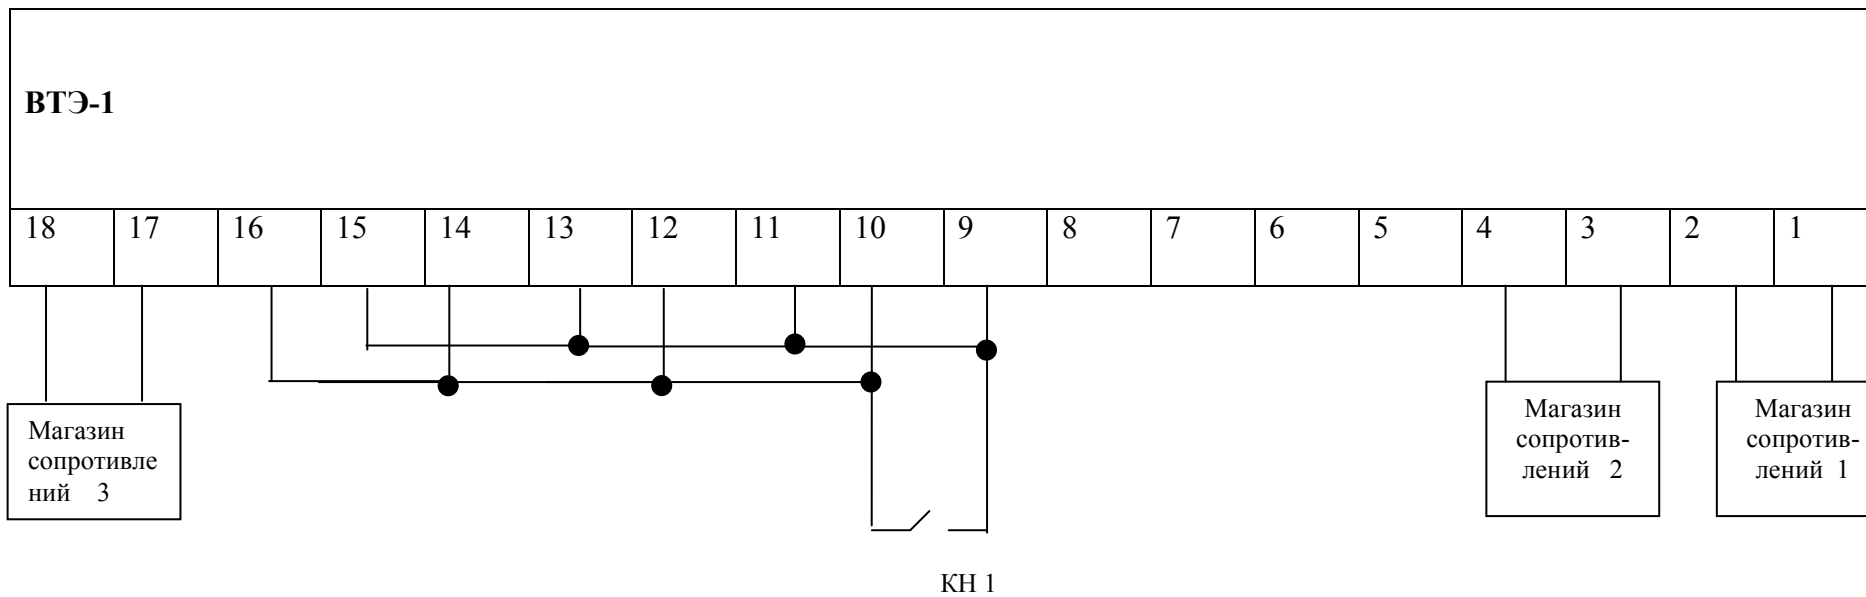 ВТЭ-1
18 17 16 15 14 13 12 11 10 9 8 7 6 5 4 3 2 1
Магазин
сопротивле
ний 3
Магазин
сопротив-
лений 2
Магазин
сопротив-
лений 1
КН 1